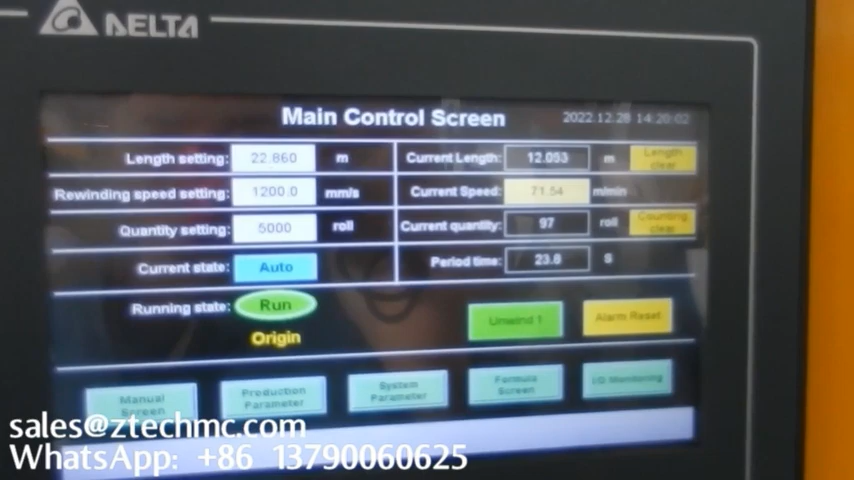 DELTA
Main Control Screen
2022.12.28 14:20:02
Length setting: 22.860 m
Current Length: 12.053 m
Length clear
Rewinding speed setting: 1200.0 mm/s
Current Speed: 71.54 m/min
Quantity setting: 5000 roll
Current quantity: 97 roll
Counting clear
Current state: Auto
Period time: 23.8 S
Running state: Run
Origin
Unwind 1
Alarm Reset
Manual Screen
Production Parameter
System Parameter
Formula Screen
I/O Monitoring
sales@ztechmc.com
WhatsApp: +86 13790060625